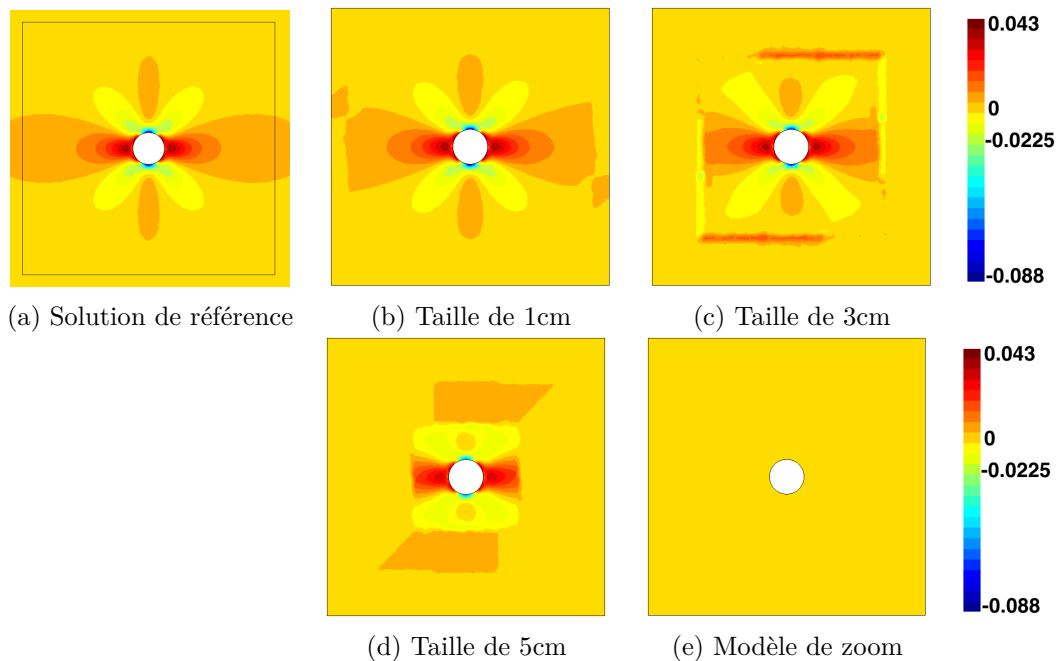 0.043
0
-0.0225
-0.088
(a) Solution de référence
(b) Taille de 1cm
(c) Taille de 3cm
0.043
0
-0.0225
-0.088
(d) Taille de 5cm
(e) Modèle de zoom